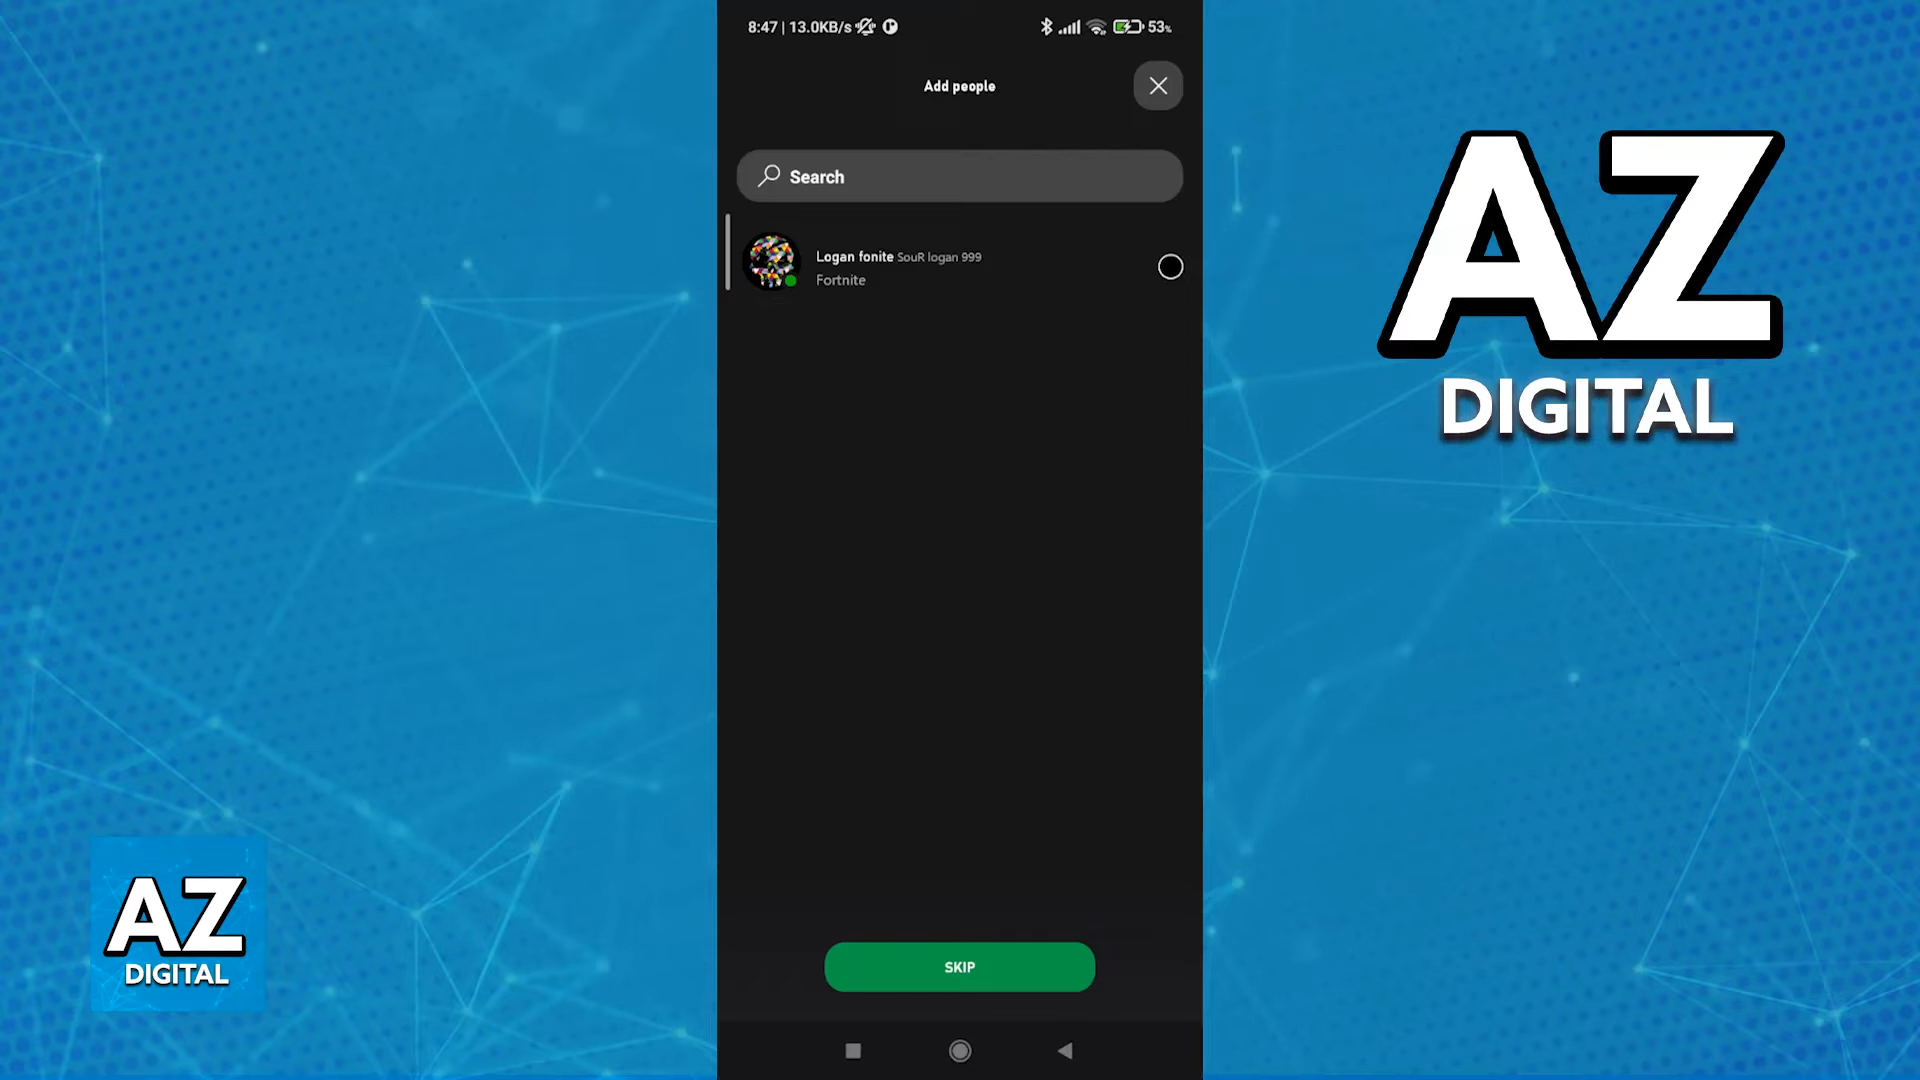 8:47 | 13.0KB/s
53%
Add people
Search
Logan fonite SouR logan 999
Fortnite
SKIP
AZ
DIGITAL
AZ
DIGITAL